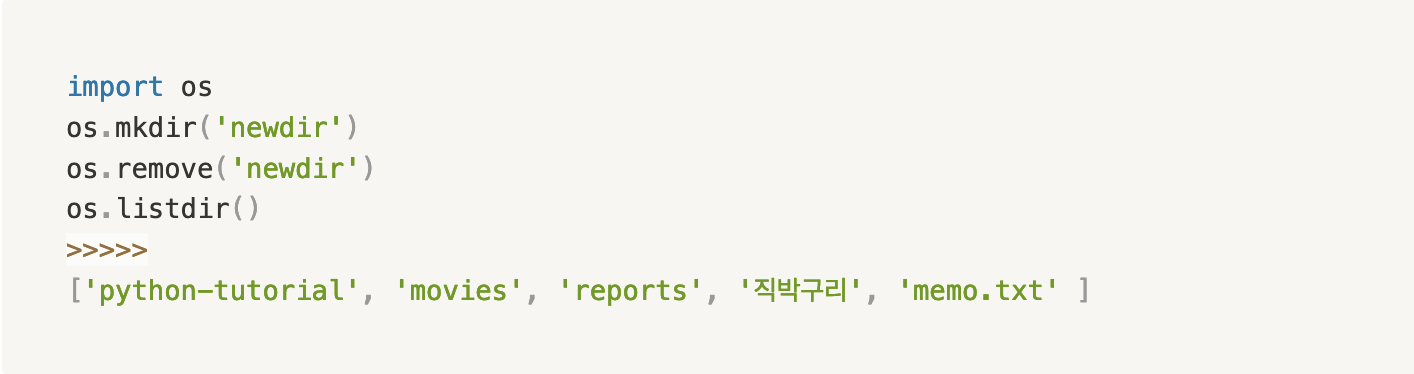 import os
os.mkdir('newdir')
os.remove('newdir')
os.listdir()
>>>>>
['python-tutorial', 'movies', 'reports', '직박구리', 'memo.txt' ]